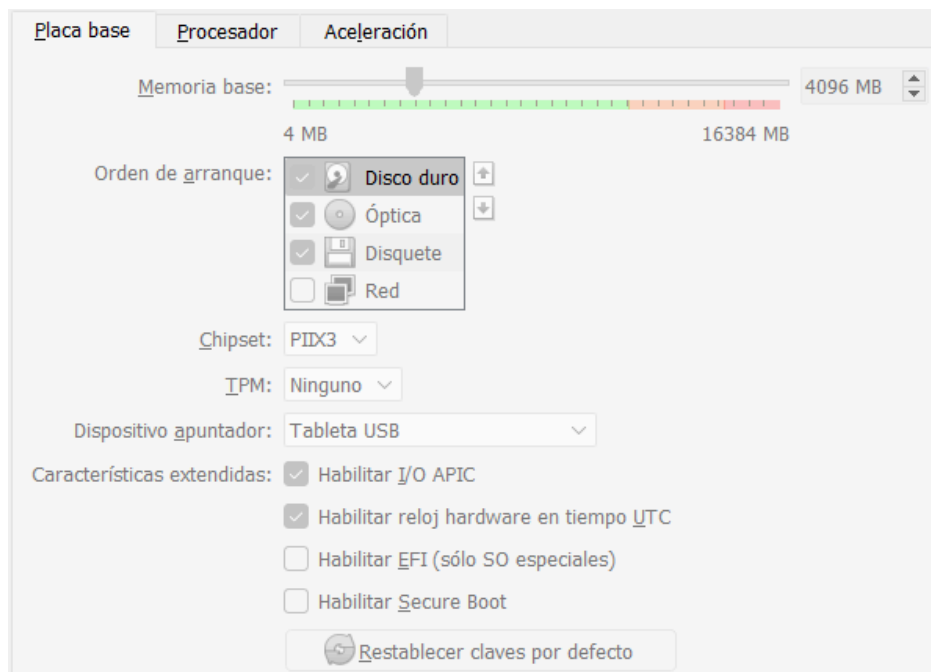 Placa base Procesador Aceleración
Memoria base: 4096 MB
4 MB 16384 MB
Orden de arranque: Disco duro
Óptica
Disquete
Red
Chipset: PIIX3
TPM: Ninguno
Dispositivo apuntador: Tableta USB
Características extendidas: Habilitar I/O APIC
Habilitar reloj hardware en tiempo UTC
Habilitar EFI (sólo SO especiales)
Habilitar Secure Boot
Restablecer claves por defecto